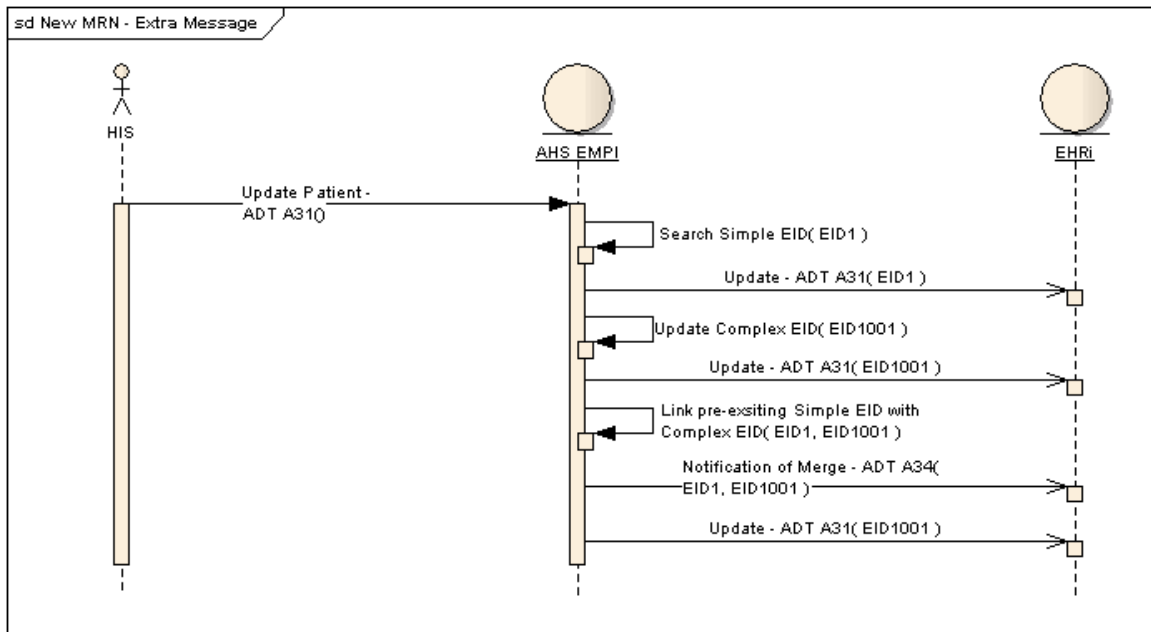 sd New MRN - Extra Message
HIS
AHS EMPI
EHRi
Update Patient -
ADT A31()
Search Simple EID( EID1 )
Update - ADT A31( EID1 )
Update Complex EID( EID1001 )
Update - ADT A31( EID1001 )
Link pre-exsiting Simple EID with
Complex EID( EID1, EID1001 )
Notification of Merge - ADT A34(
EID1, EID1001 )
Update - ADT A31( EID1001 )